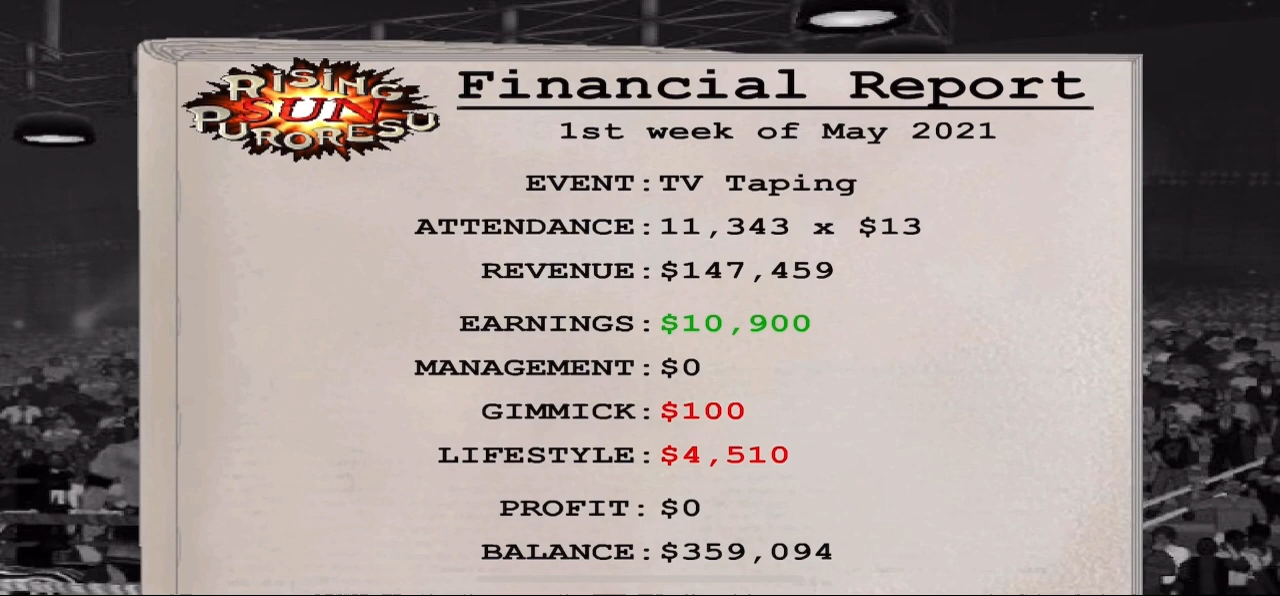 RISING
SUN
PURORESU
Financial Report
1st week of May 2021
EVENT: TV Taping
ATTENDANCE: 11,343 x $13
REVENUE: $147,459
EARNINGS: $10,900
MANAGEMENT: $0
GIMMICK: $100
LIFESTYLE: $4,510
PROFIT: $0
BALANCE: $359,094